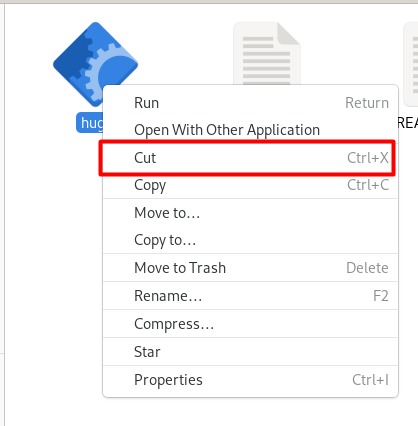 hug
REA
Run Return
Open With Other Application
Cut Ctrl+X
Copy Ctrl+C
Move to…
Copy to…
Move to Trash Delete
Rename… F2
Compress…
Star
Properties Ctrl+I